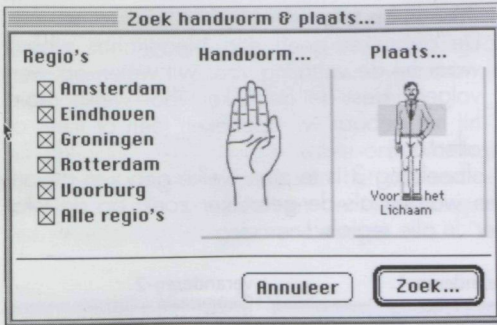 Zoek handvorm & plaats...
Regio's
Handvorm...
Plaats...
Amsterdam
Eindhoven
Groningen
Rotterdam
Voorburg
Alle regio's
Voor het
Lichaam
Annuleer
Zoek...